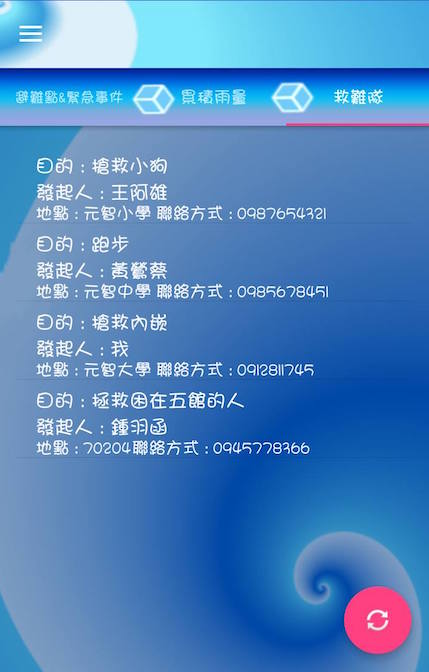 避難點&緊急事件 累積雨量 救難隊
目的：搶救小狗
發起人：王阿雄
地點：元智小學 聯絡方式：0987654321
目的：跑步
發起人：黃鶯蔡
地點：元智中學 聯絡方式：0985678451
目的：搶救內嵌
發起人：我
地點：元智大學 聯絡方式：0912811745
目的：拯救困在五館的人
發起人：鍾羽函
地點：70204聯絡方式：0945778366